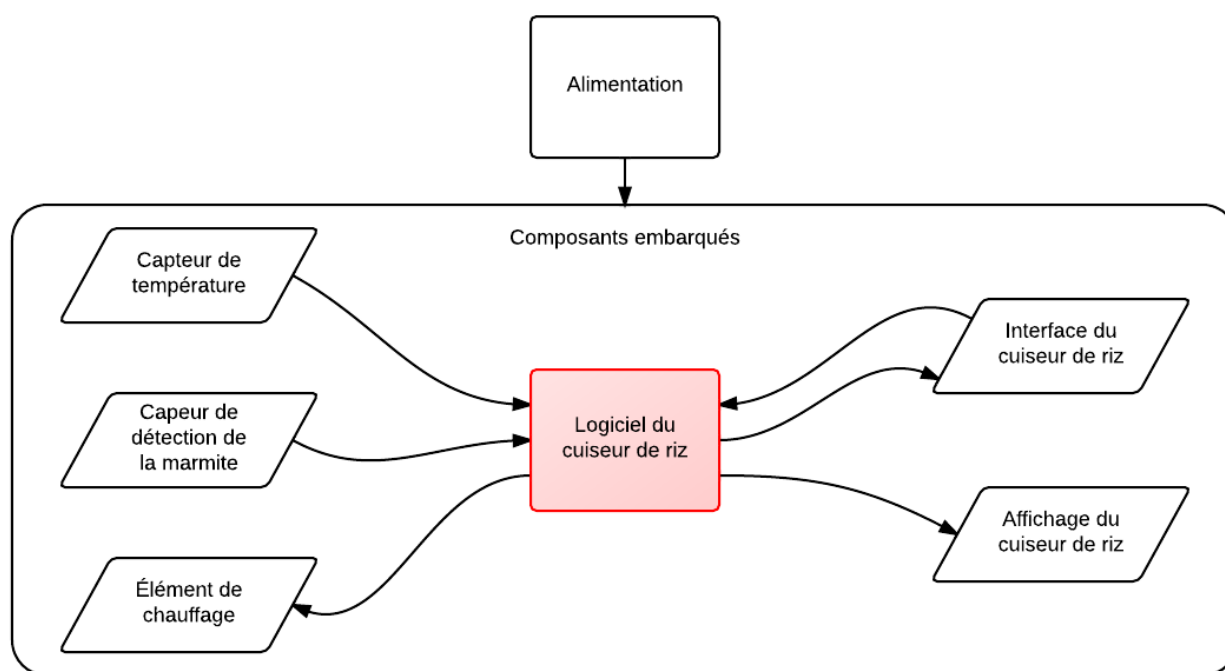 Alimentation
Composants embarqués
Capteur de
température
Capeur de
détection de
la marmite
Élément de
chauffage
Logiciel du
cuiseur de riz
Interface du
cuiseur de riz
Affichage du
cuiseur de riz